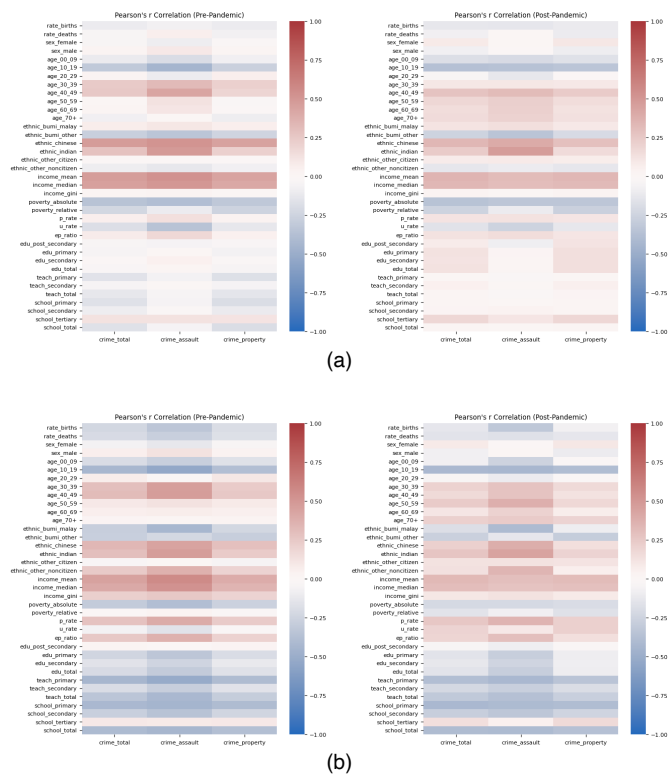 Pearson's r Correlation (Pre-Pandemic)
rate_births
rate_deaths
sex_female
sex_male
age_00_09
age_10_19
age_20_29
age_30_39
age_40_49
age_50_59
age_60_69
age_70+
ethnic_bumi_malay
ethnic_bumi_other
ethnic_chinese
ethnic_indian
ethnic_other_citizen
ethnic_other_noncitizen
income_mean
income_median
income_gini
poverty_absolute
poverty_relative
p_rate
u_rate
ep_ratio
edu_post_secondary
edu_primary
edu_secondary
edu_total
teach_primary
teach_secondary
teach_total
school_primary
school_secondary
school_tertiary
school_total
crime_total crime_assault crime_property
1.00
0.75
0.50
0.25
0.00
−0.25
−0.50
−0.75
−1.00
Pearson's r Correlation (Post-Pandemic)
rate_births
rate_deaths
sex_female
sex_male
age_00_09
age_10_19
age_20_29
age_30_39
age_40_49
age_50_59
age_60_69
age_70+
ethnic_bumi_malay
ethnic_bumi_other
ethnic_chinese
ethnic_indian
ethnic_other_citizen
ethnic_other_noncitizen
income_mean
income_median
income_gini
poverty_absolute
poverty_relative
p_rate
u_rate
ep_ratio
edu_post_secondary
edu_primary
edu_secondary
edu_total
teach_primary
teach_secondary
teach_total
school_primary
school_secondary
school_tertiary
school_total
crime_total crime_assault crime_property
1.00
0.75
0.50
0.25
0.00
−0.25
−0.50
−0.75
−1.00
(a)
Pearson's r Correlation (Pre-Pandemic)
rate_births
rate_deaths
sex_female
sex_male
age_00_09
age_10_19
age_20_29
age_30_39
age_40_49
age_50_59
age_60_69
age_70+
ethnic_bumi_malay
ethnic_bumi_other
ethnic_chinese
ethnic_indian
ethnic_other_citizen
ethnic_other_noncitizen
income_mean
income_median
income_gini
poverty_absolute
poverty_relative
p_rate
u_rate
ep_ratio
edu_post_secondary
edu_primary
edu_secondary
edu_total
teach_primary
teach_secondary
teach_total
school_primary
school_secondary
school_tertiary
school_total
crime_total crime_assault crime_property
1.00
0.75
0.50
0.25
0.00
−0.25
−0.50
−0.75
−1.00
Pearson's r Correlation (Post-Pandemic)
rate_births
rate_deaths
sex_female
sex_male
age_00_09
age_10_19
age_20_29
age_30_39
age_40_49
age_50_59
age_60_69
age_70+
ethnic_bumi_malay
ethnic_bumi_other
ethnic_chinese
ethnic_indian
ethnic_other_citizen
ethnic_other_noncitizen
income_mean
income_median
income_gini
poverty_absolute
poverty_relative
p_rate
u_rate
ep_ratio
edu_post_secondary
edu_primary
edu_secondary
edu_total
teach_primary
teach_secondary
teach_total
school_primary
school_secondary
school_tertiary
school_total
crime_total crime_assault crime_property
1.00
0.75
0.50
0.25
0.00
−0.25
−0.50
−0.75
−1.00
(b)